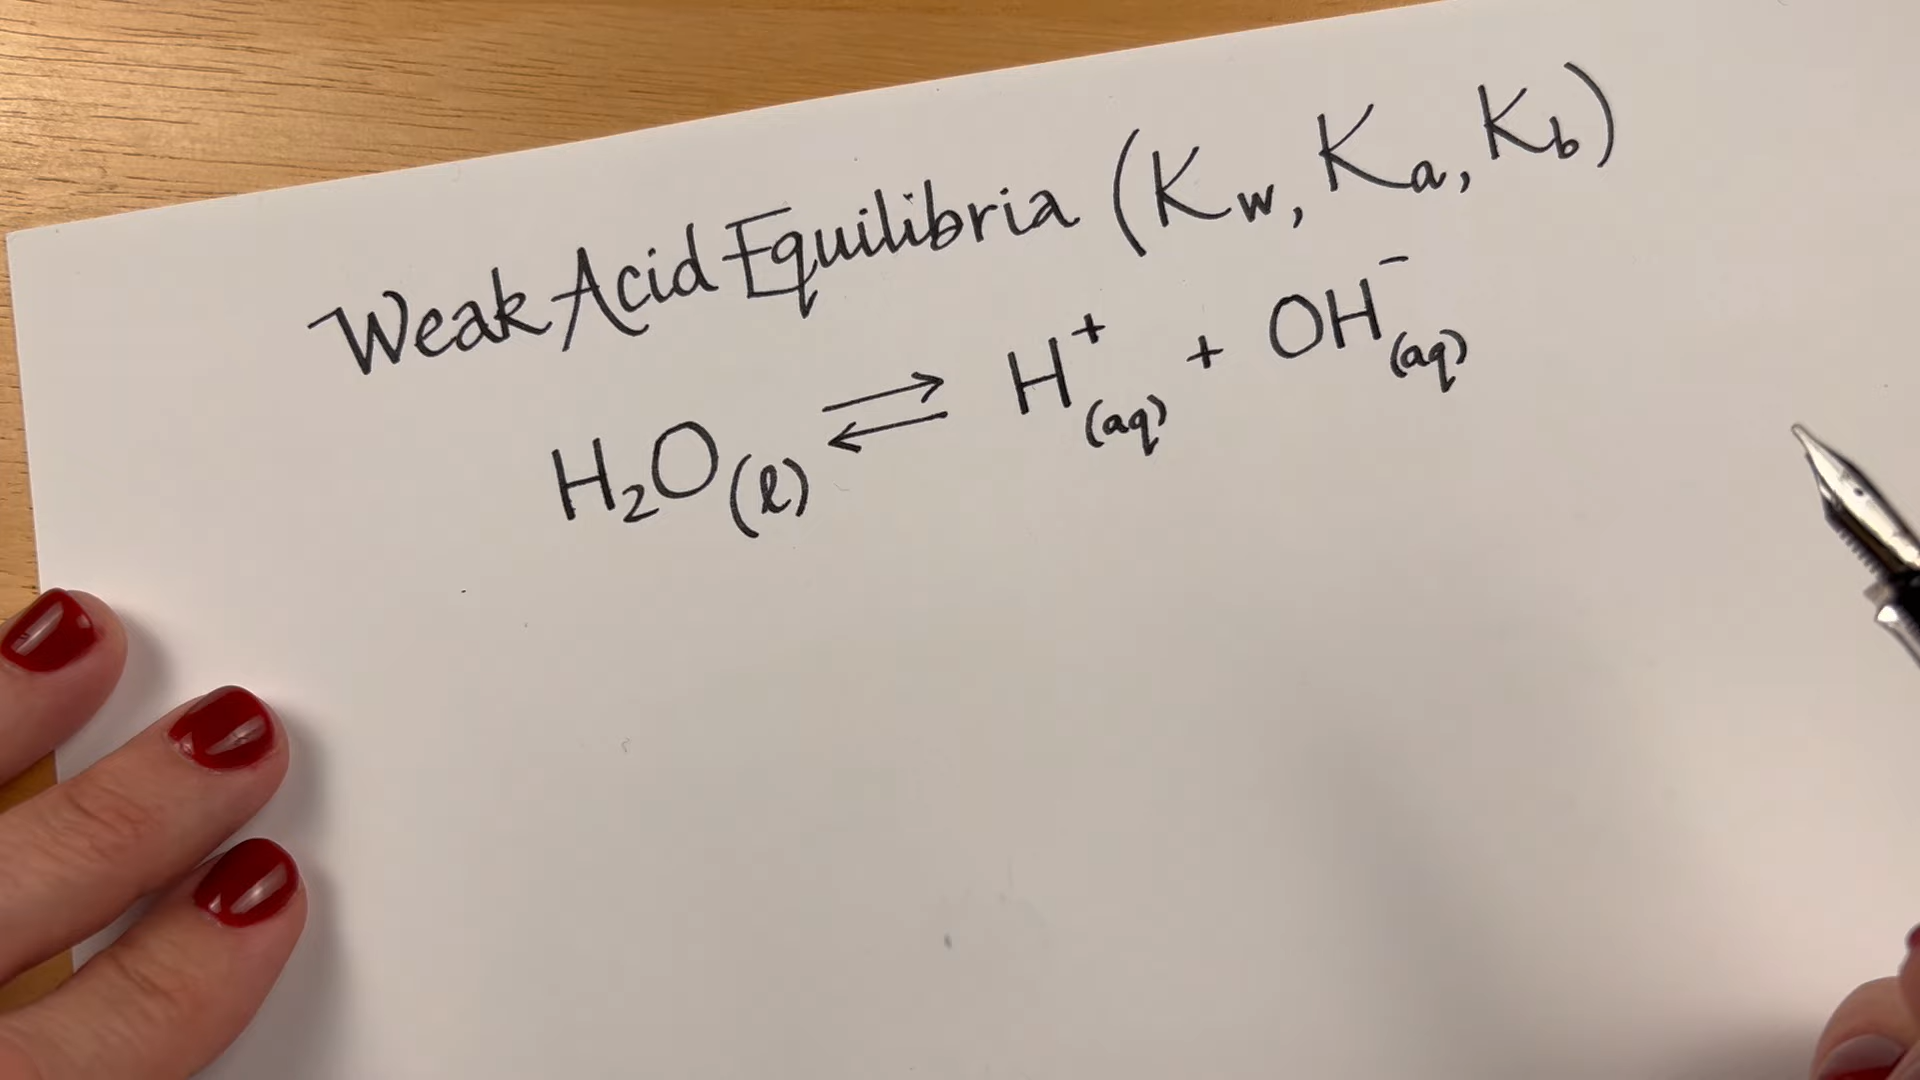 Weak Acid Equilibria (Kw, Ka, Kb)
H₂O(l) ⇌ H⁺(aq) + OH⁻(aq)